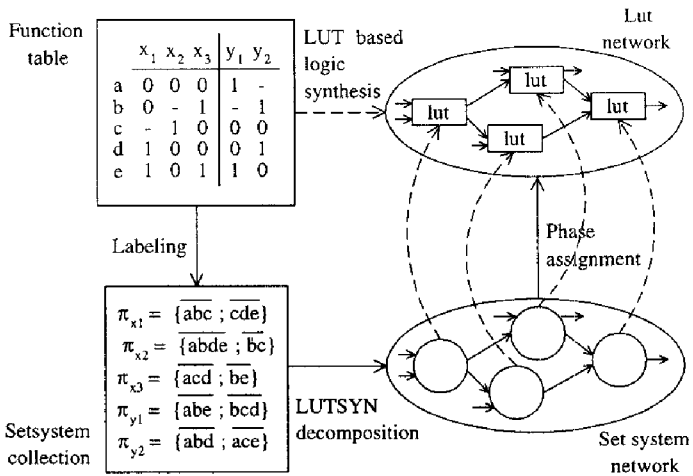 Function
table
x1 x2 x3 y1 y2
a 0 0 0 1 -
b 0 - 1 - 1
c - 1 0 0 0
d 1 0 0 0 1
e 1 0 1 1 0
LUT based
logic
synthesis
Lut
network
lut
lut
lut
lut
Labeling
Phase
assignment
πx1 = {abc ; cde}
πx2 = {abde ; bc}
πx3 = {acd ; be}
πy1 = {abe ; bcd}
πy2 = {abd ; ace}
Setsystem
collection
LUTSYN
decomposition
Set system
network